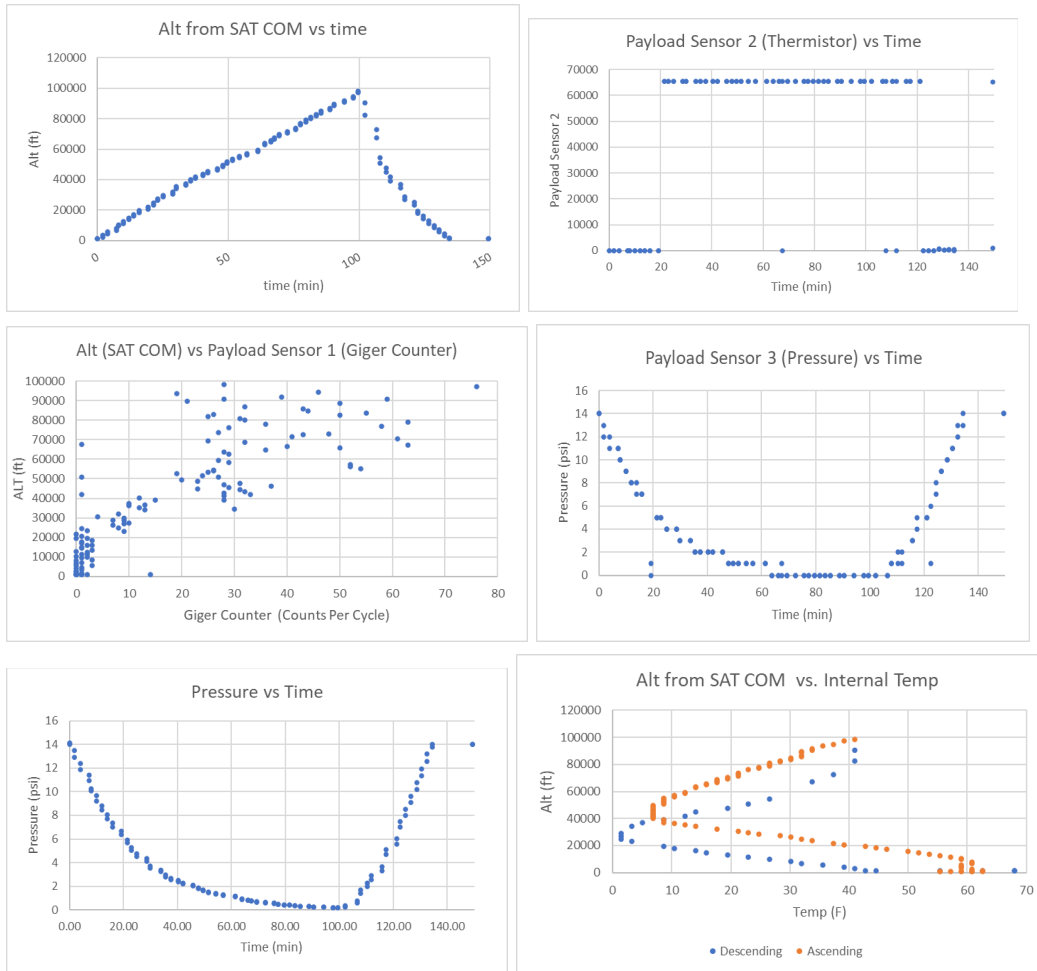 Alt from SAT COM vs time
120000
100000
80000
60000
40000
20000
0
Alt (ft)
0 50 100 150
time (min)
Payload Sensor 2 (Thermistor) vs Time
70000
60000
50000
40000
30000
20000
10000
0
Payload Sensor 2
0 20 40 60 80 100 120 140
Time (min)
Alt (SAT COM) vs Payload Sensor 1 (Giger Counter)
100000
90000
80000
70000
60000
50000
40000
30000
20000
10000
0
ALT (ft)
0 10 20 30 40 50 60 70 80
Giger Counter (Counts Per Cycle)
Payload Sensor 3 (Pressure) vs Time
16
14
12
10
8
6
4
2
0
Pressure (psi)
0 20 40 60 80 100 120 140
Time (min)
Pressure vs Time
16
14
12
10
8
6
4
2
0
Pressure (psi)
0.00 20.00 40.00 60.00 80.00 100.00 120.00 140.00
Time (min)
Alt from SAT COM vs. Internal Temp
120000
100000
80000
60000
40000
20000
0
Alt (ft)
0 10 20 30 40 50 60 70
Temp (F)
Descending Ascending